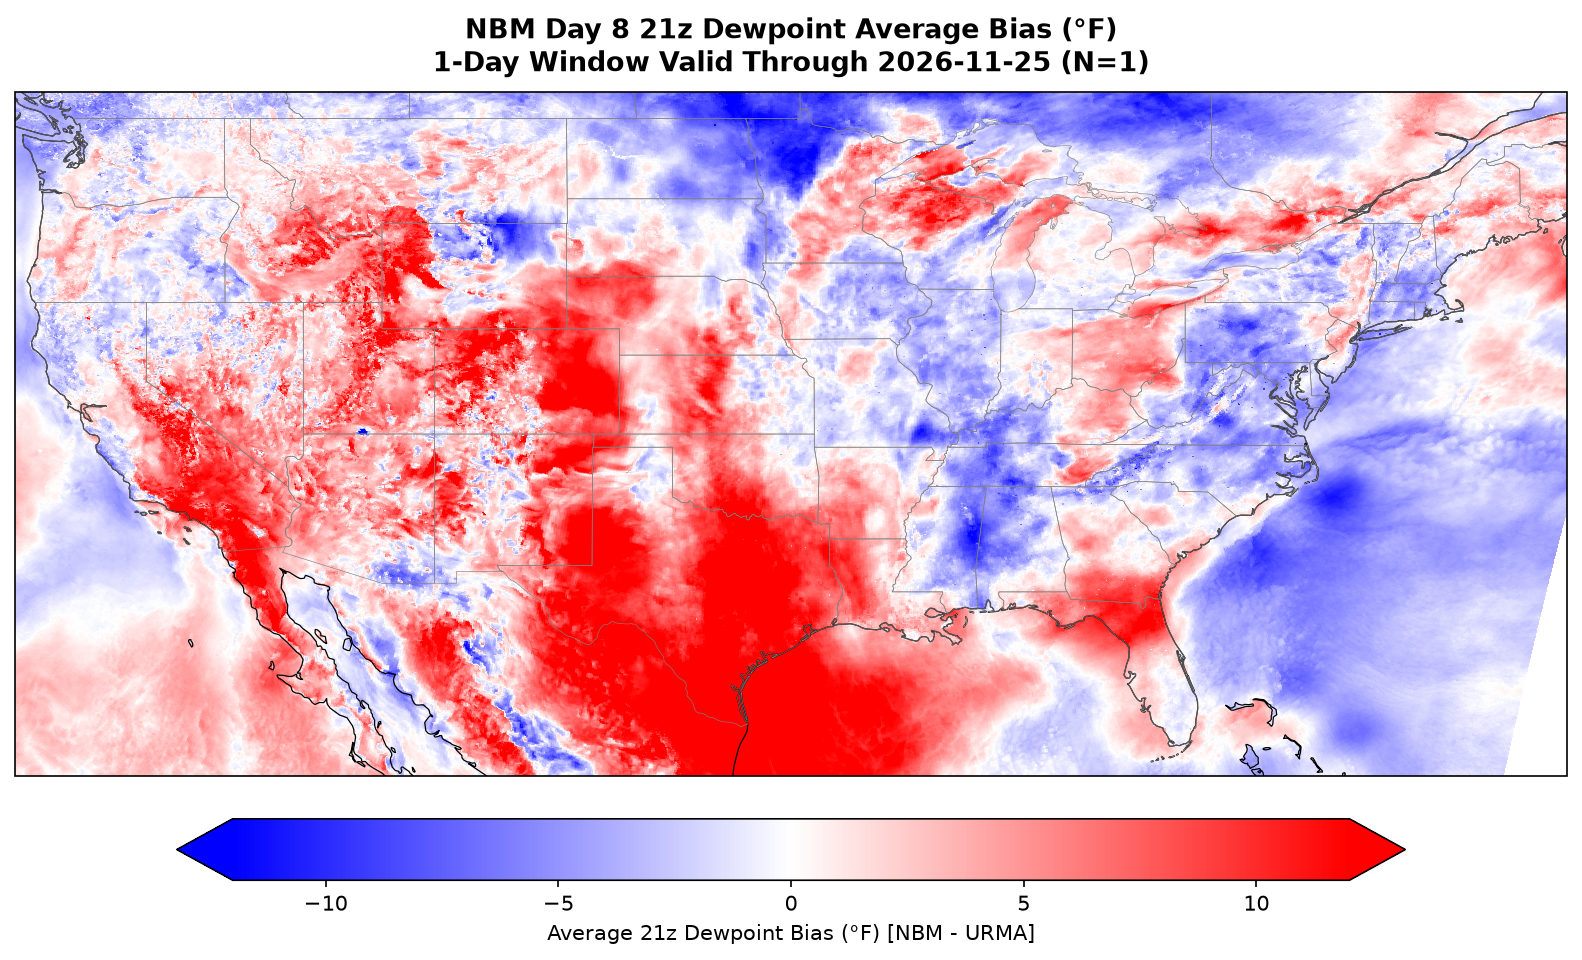 NBM Day 8 21z Dewpoint Average Bias (°F)
1-Day Window Valid Through 2026-11-25 (N=1)
−10
−5
0
5
10
Average 21z Dewpoint Bias (°F) [NBM - URMA]